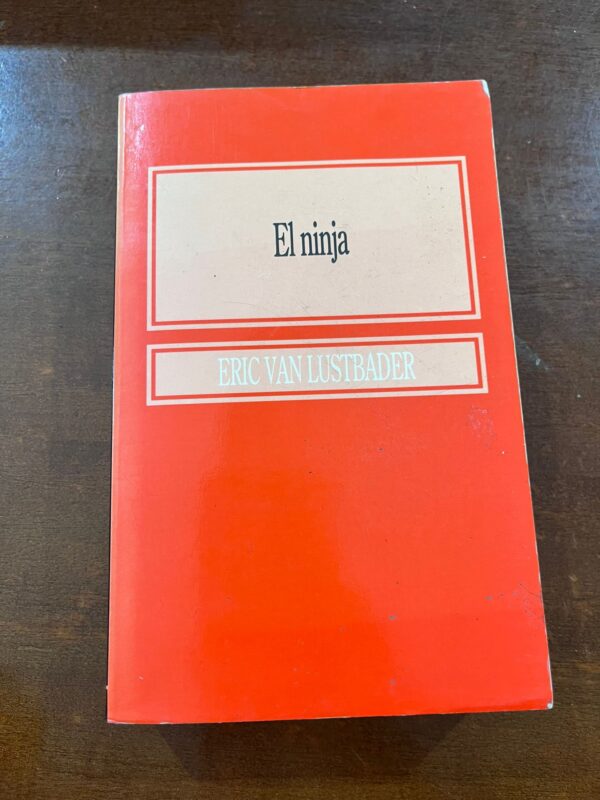 El ninja
ERIC VAN LUSTBADER